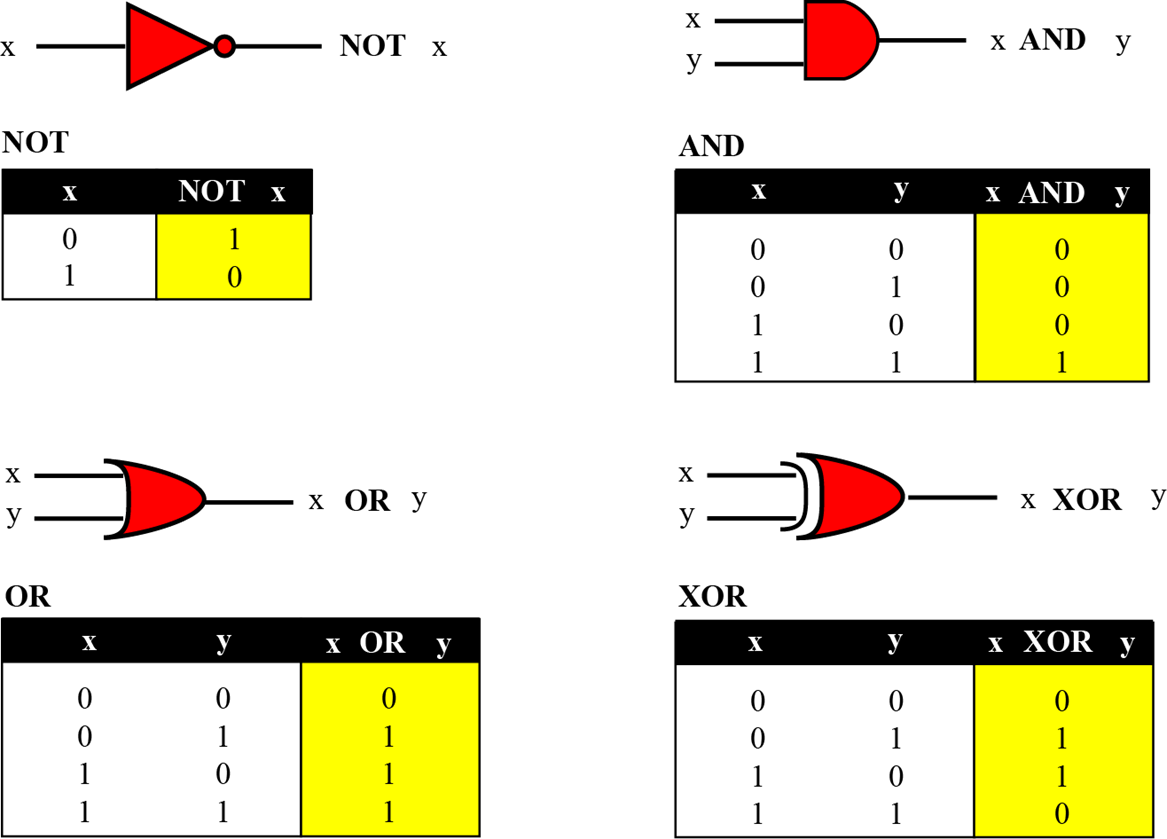 x NOT x
NOT
x NOT x
0 1
1 0
x
y
x AND y
AND
x y x AND y
0 0 0
0 1 0
1 0 0
1 1 1
x
y
x OR y
OR
x y x OR y
0 0 0
0 1 1
1 0 1
1 1 1
x
y
x XOR y
XOR
x y x XOR y
0 0 0
0 1 1
1 0 1
1 1 0